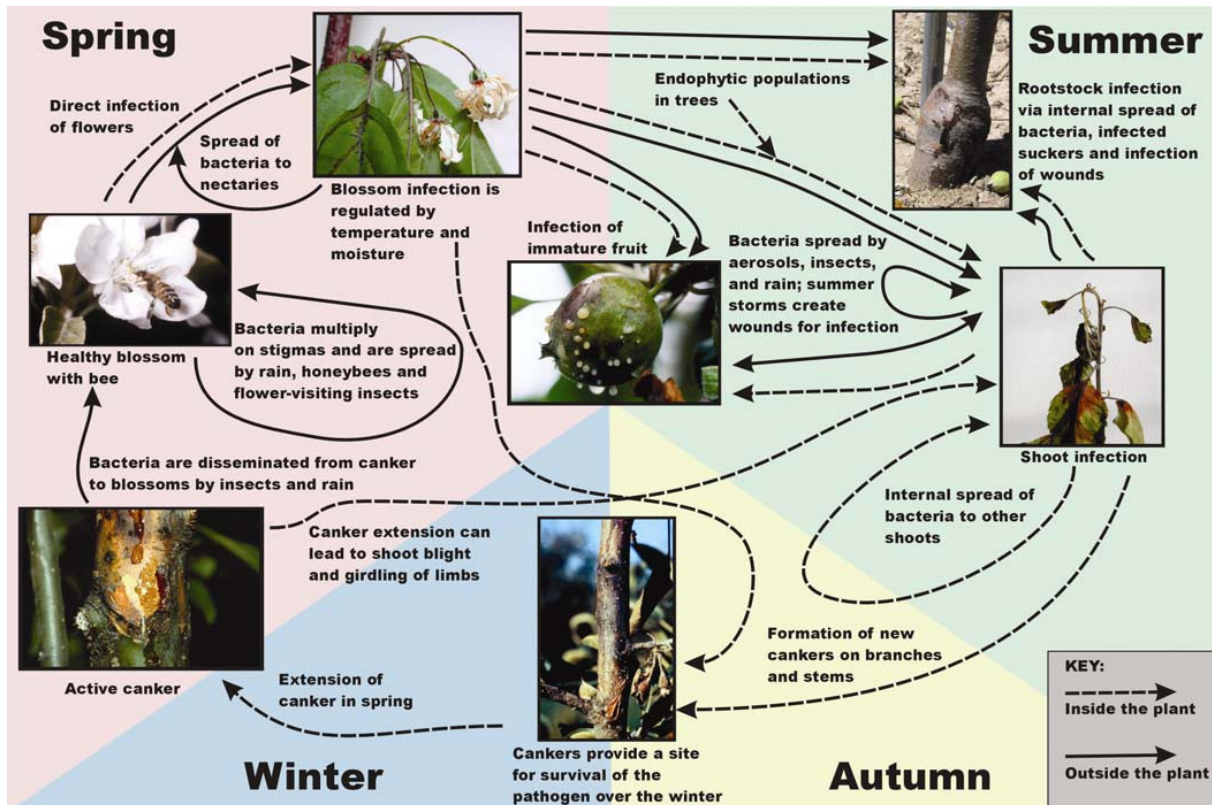 Spring
Summer
Direct infection
of flowers
Spread of
bacteria to
nectaries
Blossom infection is
regulated by
temperature and
moisture
Endophytic populations
in trees
Rootstock infection
via internal spread of
bacteria, infected
suckers and infection
of wounds
Infection of
immature fruit
Bacteria spread by
aerosols, insects,
and rain; summer
storms create
wounds for infection
Healthy blossom
with bee
Bacteria multiply
on stigmas and are spread
by rain, honeybees and
flower-visiting insects
Shoot infection
Bacteria are disseminated from canker
to blossoms by insects and rain
Canker extension can
lead to shoot blight
and girdling of limbs
Internal spread of
bacteria to other
shoots
Active canker
Extension of
canker in spring
Formation of new
cankers on branches
and stems
Cankers provide a site
for survival of the
pathogen over the winter
Winter
Autumn
KEY:
Inside the plant
Outside the plant